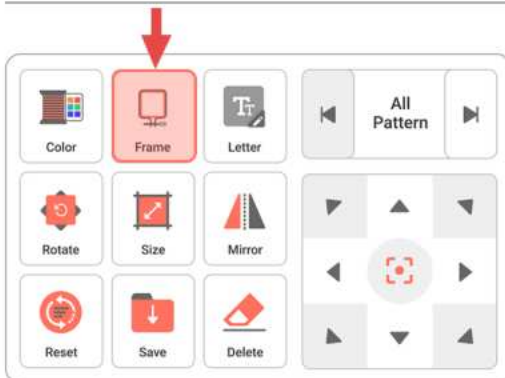 Color
Frame
Letter
All
Pattern
Rotate
Size
Mirror
Reset
Save
Delete